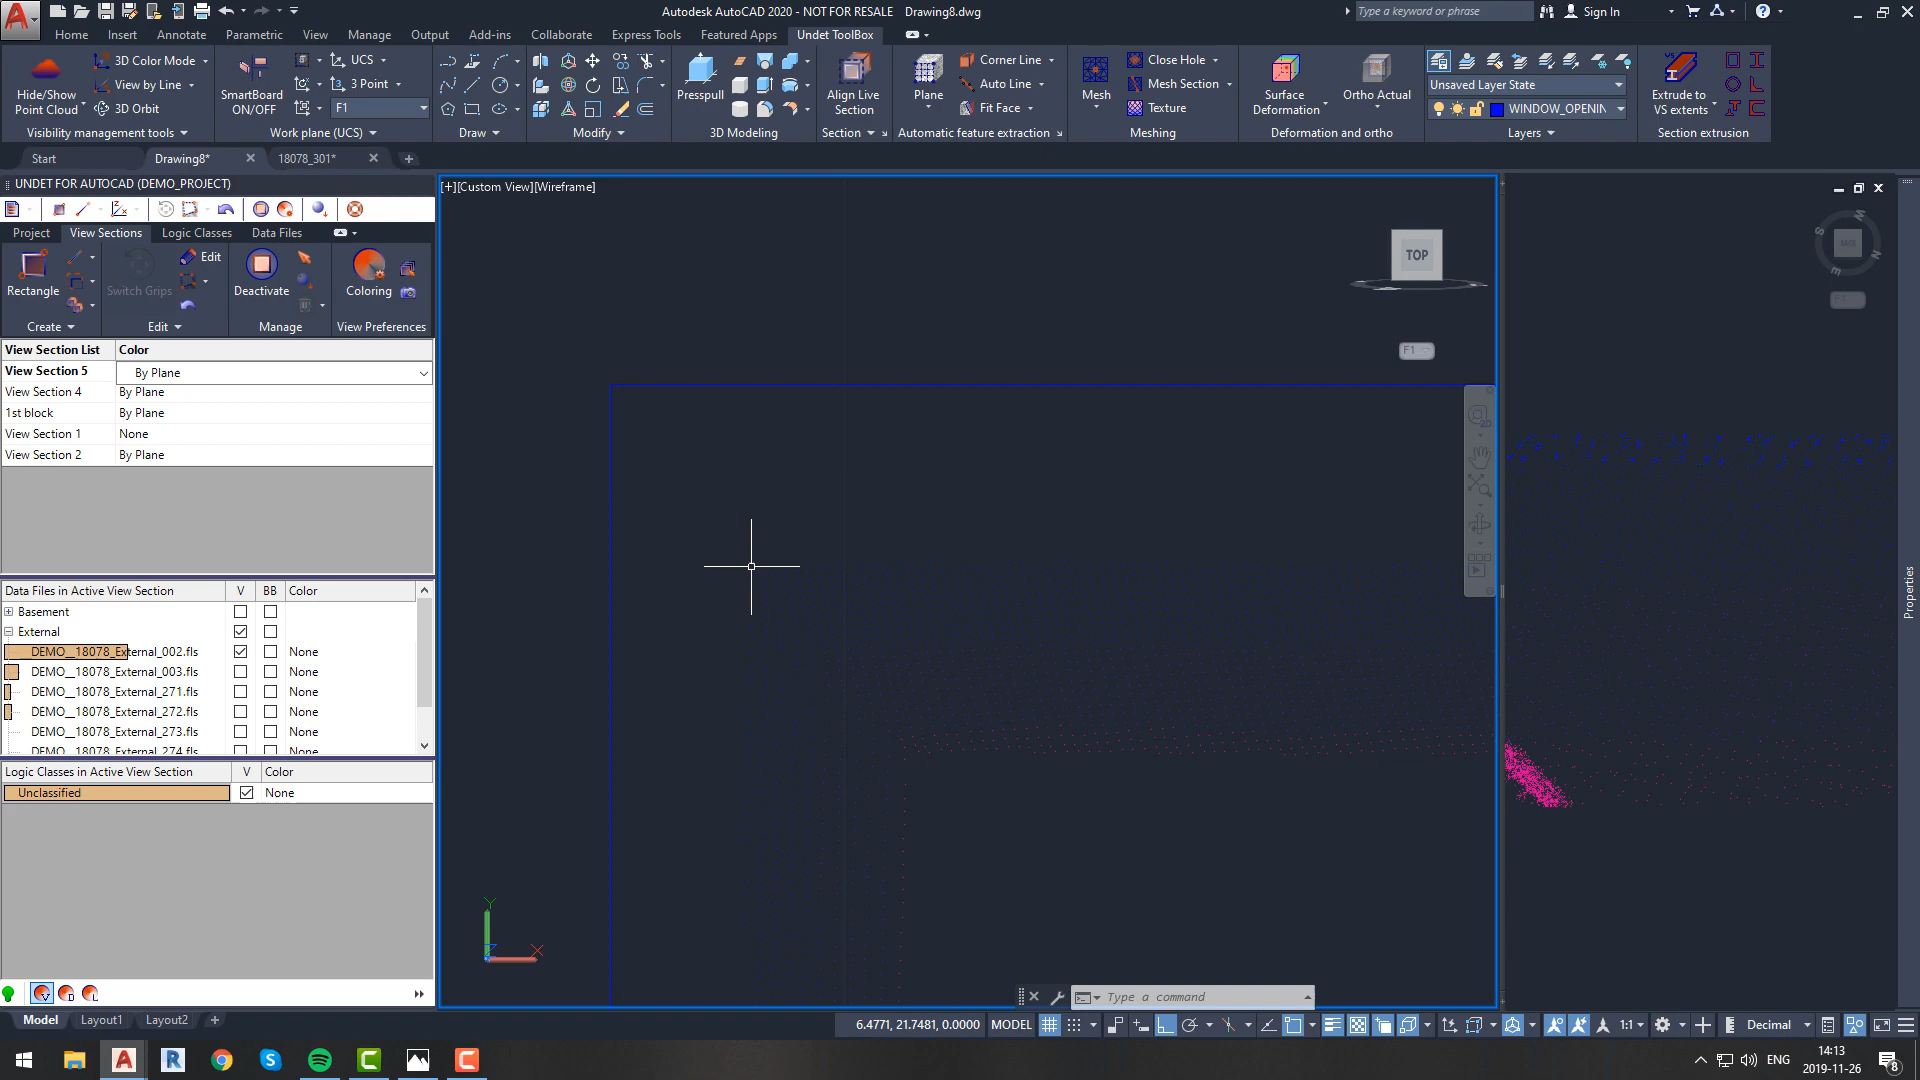 Autodesk AutoCAD 2020 - NOT FOR RESALE    Drawing8.dwg
Type a keyword or phrase
Sign In
Home Insert Annotate Parametric View Manage Output Add-ins Collaborate Express Tools Featured Apps Undet ToolBox
Hide/Show
Point Cloud
3D Color Mode
View by Line
3D Orbit
Visibility management tools
SmartBoard
ON/OFF
UCS
3 Point
F1
Work plane (UCS)
Draw
Modify
Presspull
3D Modeling
Align Live
Section
Section
Plane
Corner Line
Auto Line
Fit Face
Automatic feature extraction
Mesh
Close Hole
Mesh Section
Texture
Meshing
Surface
Deformation
Ortho Actual
Deformation and ortho
Unsaved Layer State
WINDOW_OPENIN
Layers
Extrude to
VS extents
Section extrusion
Start Drawing8* 18078_301*
UNDET FOR AUTOCAD (DEMO_PROJECT)
Project View Sections Logic Classes Data Files
Rectangle
Create
Switch Grips
Edit
Edit
Deactivate
Manage
Coloring
View Preferences
View Section List Color
View Section 5 By Plane
View Section 4 By Plane
1st block By Plane
View Section 1 None
View Section 2 By Plane
Data Files in Active View Section V BB Color
Basement
External
DEMO__18078_External_002.fls None
DEMO__18078_External_003.fls None
DEMO__18078_External_271.fls None
DEMO__18078_External_272.fls None
DEMO__18078_External_273.fls None
DEMO__18078_External_274.fls None
Logic Classes in Active View Section V Color
Unclassified None
[+][Custom View][Wireframe]
TOP
F1
Y
X
Z
2D
Type a command
Properties
N
S
E
F1
Model Layout1 Layout2
6.4771, 21.7481, 0.0000 MODEL
1:1
Decimal
ENG
14:13
2019-11-26
8